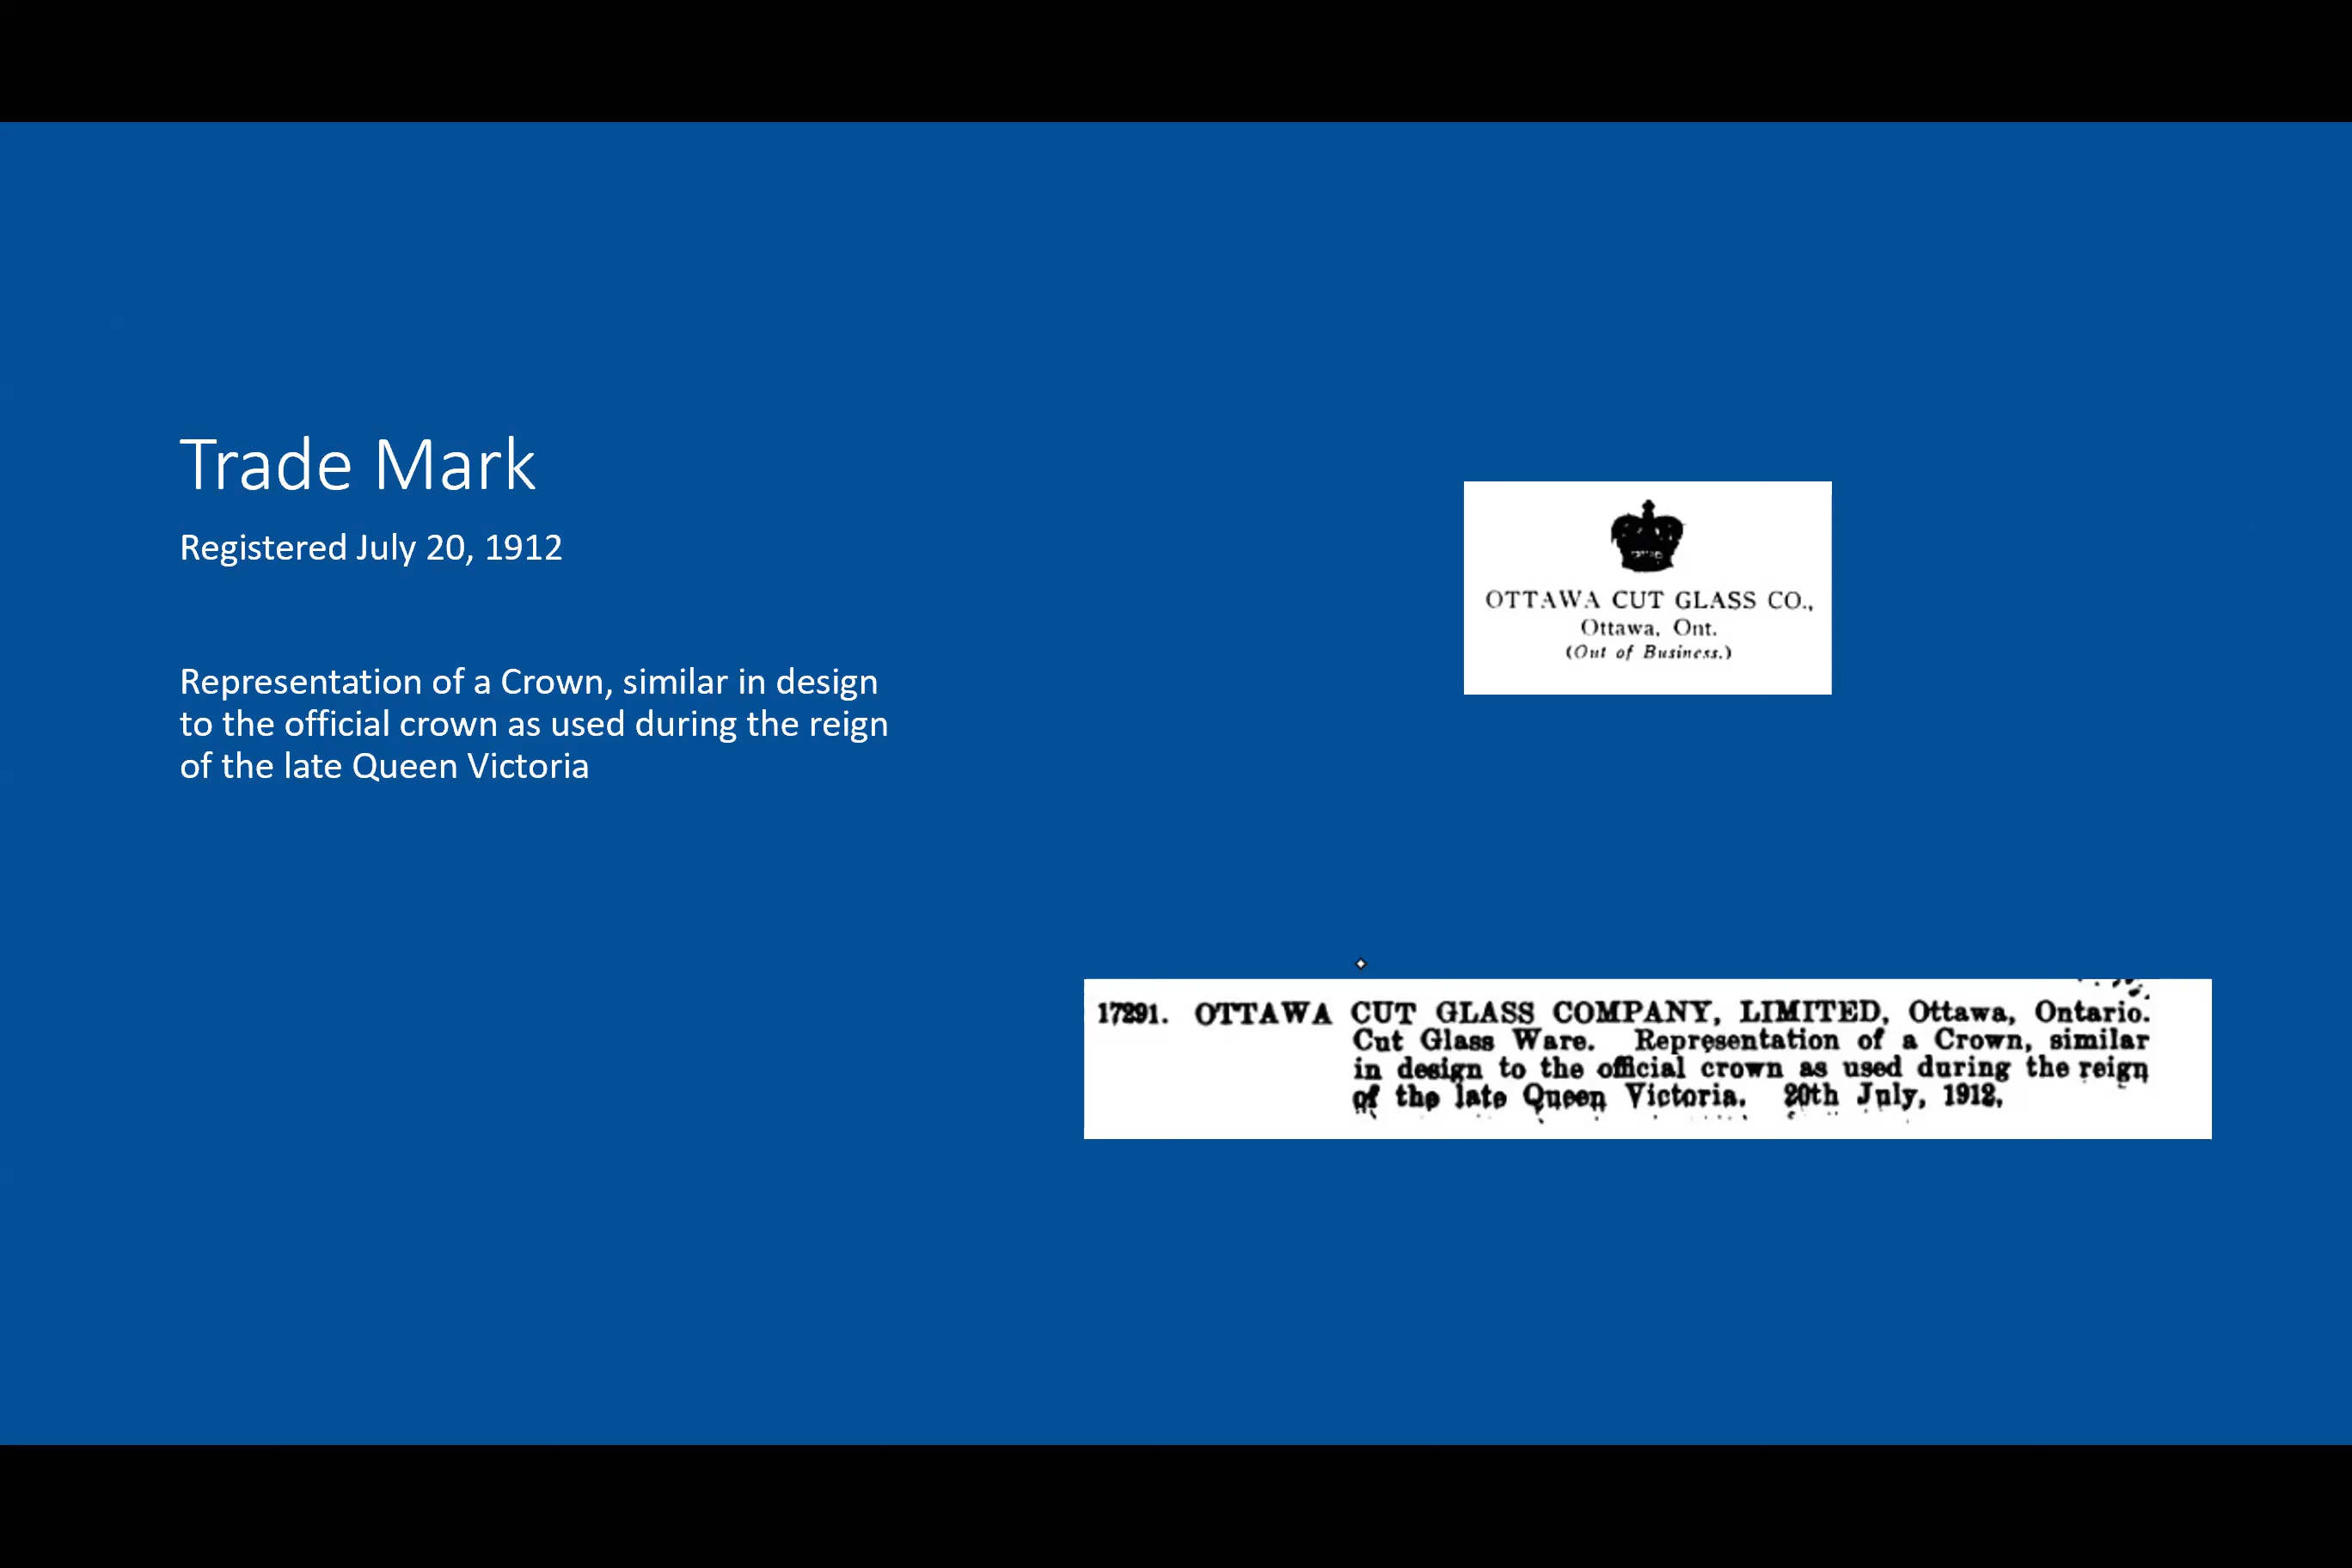 Trade Mark
Registered July 20, 1912
Representation of a Crown, similar in design
to the official crown as used during the reign
of the late Queen Victoria
OTTAWA CUT GLASS CO.,
Ottawa, Ont.
(Out of Business.)
17291. OTTAWA CUT GLASS COMPANY, LIMITED, Ottawa, Ontario.
Cut Glass Ware. Representation of a Crown, similar
in design to the official crown as used during the reign
of the late Queen Victoria. 20th July, 1912.